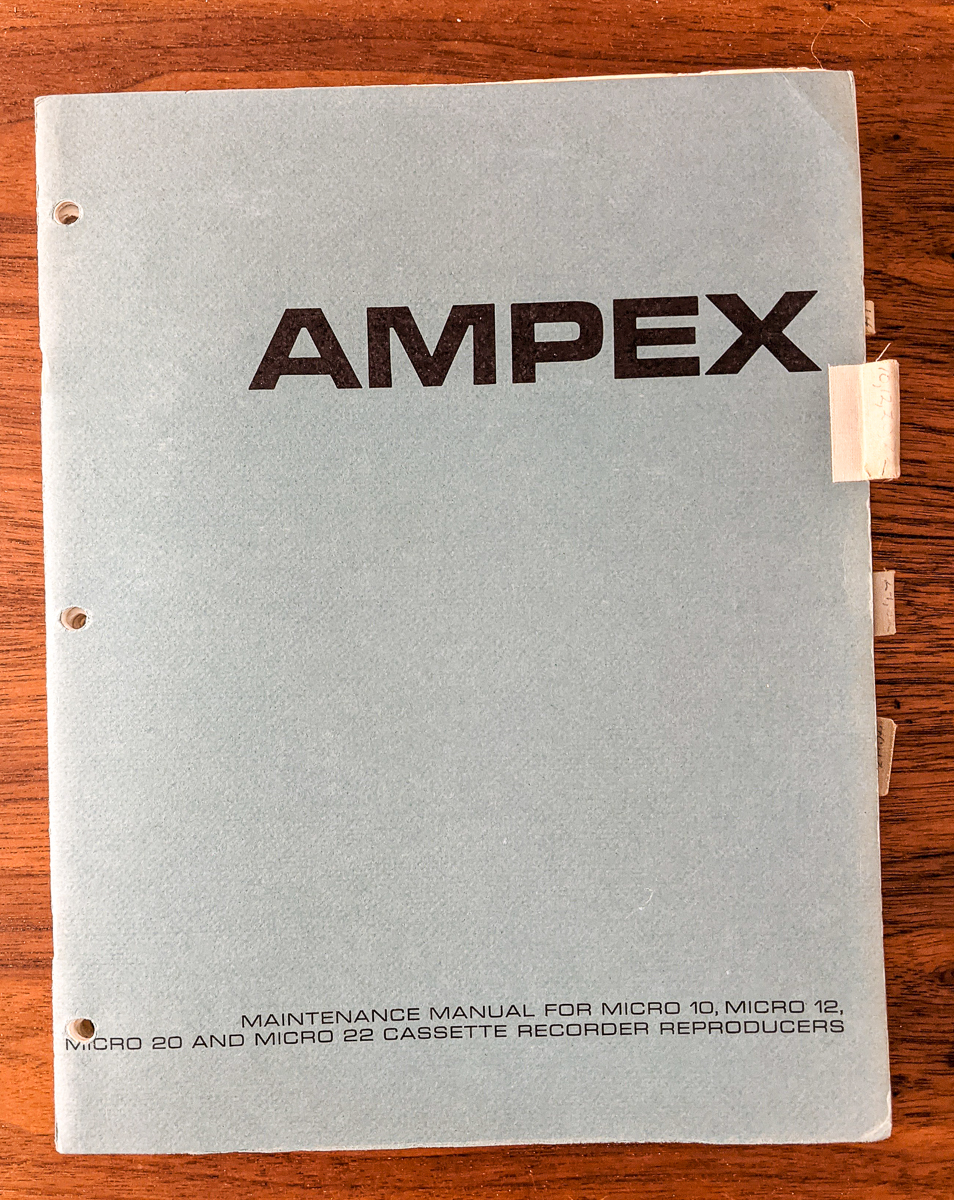 AMPEX
MAINTENANCE MANUAL FOR MICRO 10, MICRO 12,
MICRO 20 AND MICRO 22 CASSETTE RECORDER REPRODUCERS